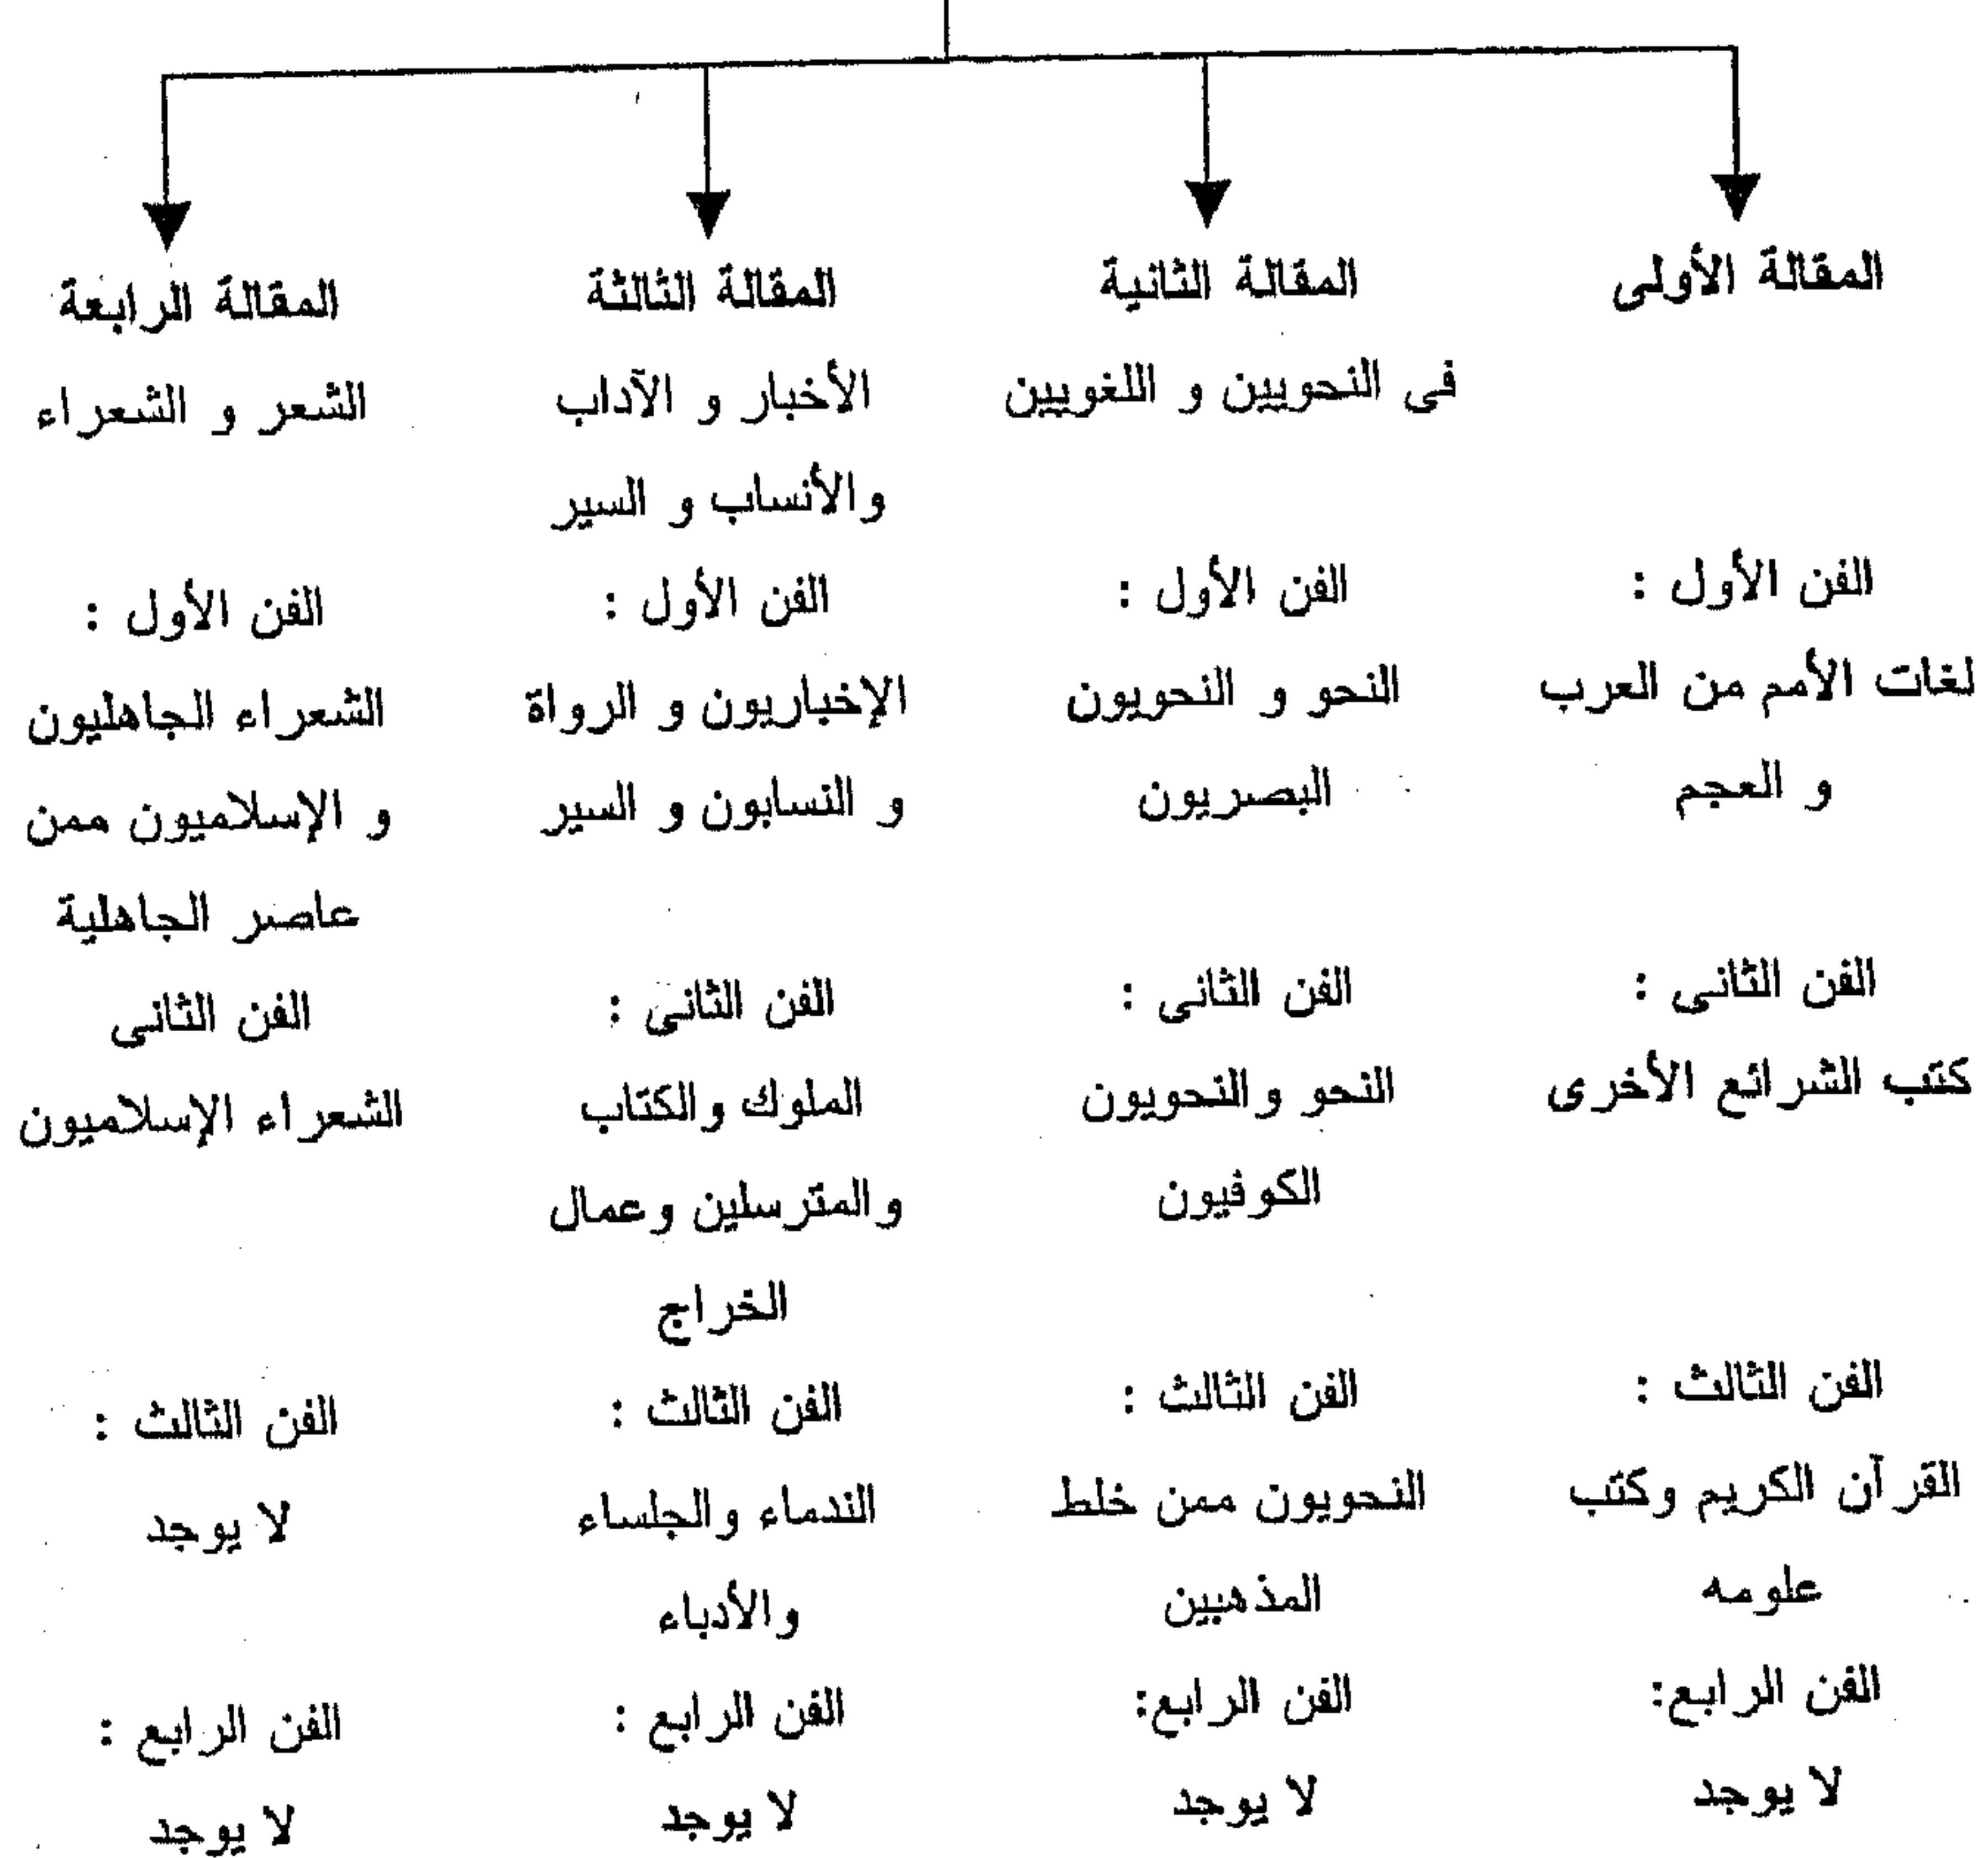 المقالة الأولى
الفن الأول :
لغات الأمم من العرب
و العجم
الفن الثانى :
كتب الشرائع الأخرى
الفن الثالث :
القرآن الكريم وكتب
علومه
الفن الرابع:
لا يوجد
المقالة الثانية
فى النحويين و اللغويين
الفن الأول :
النحو و النحويون
البصريون
الفن الثانى :
النحو والنحويون
الكوفيون
الفن الثالث :
النحويون ممن خلط
المذهبين
الفن الرابع:
لا يوجد
المقالة الثالثة
الأخبار و الآداب
والأنساب و السير
الفن الأول :
الإخباريون و الرواة
و النسابون و السير
الفن الثانى :
الملوك والكتاب
والمترسلين وعمال
الخراج
الفن الثالث :
الندماء والجلساء
والأدباء
الفن الرابع :
لا يوجد
المقالة الرابعة
الشعر و الشعراء
الفن الأول :
الشعراء الجاهليون
و الإسلاميون ممن
عاصر الجاهلية
الفن الثانى
الشعراء الإسلاميون
الفن الثالث :
لا يوجد
الفن الرابع :
لا يوجد